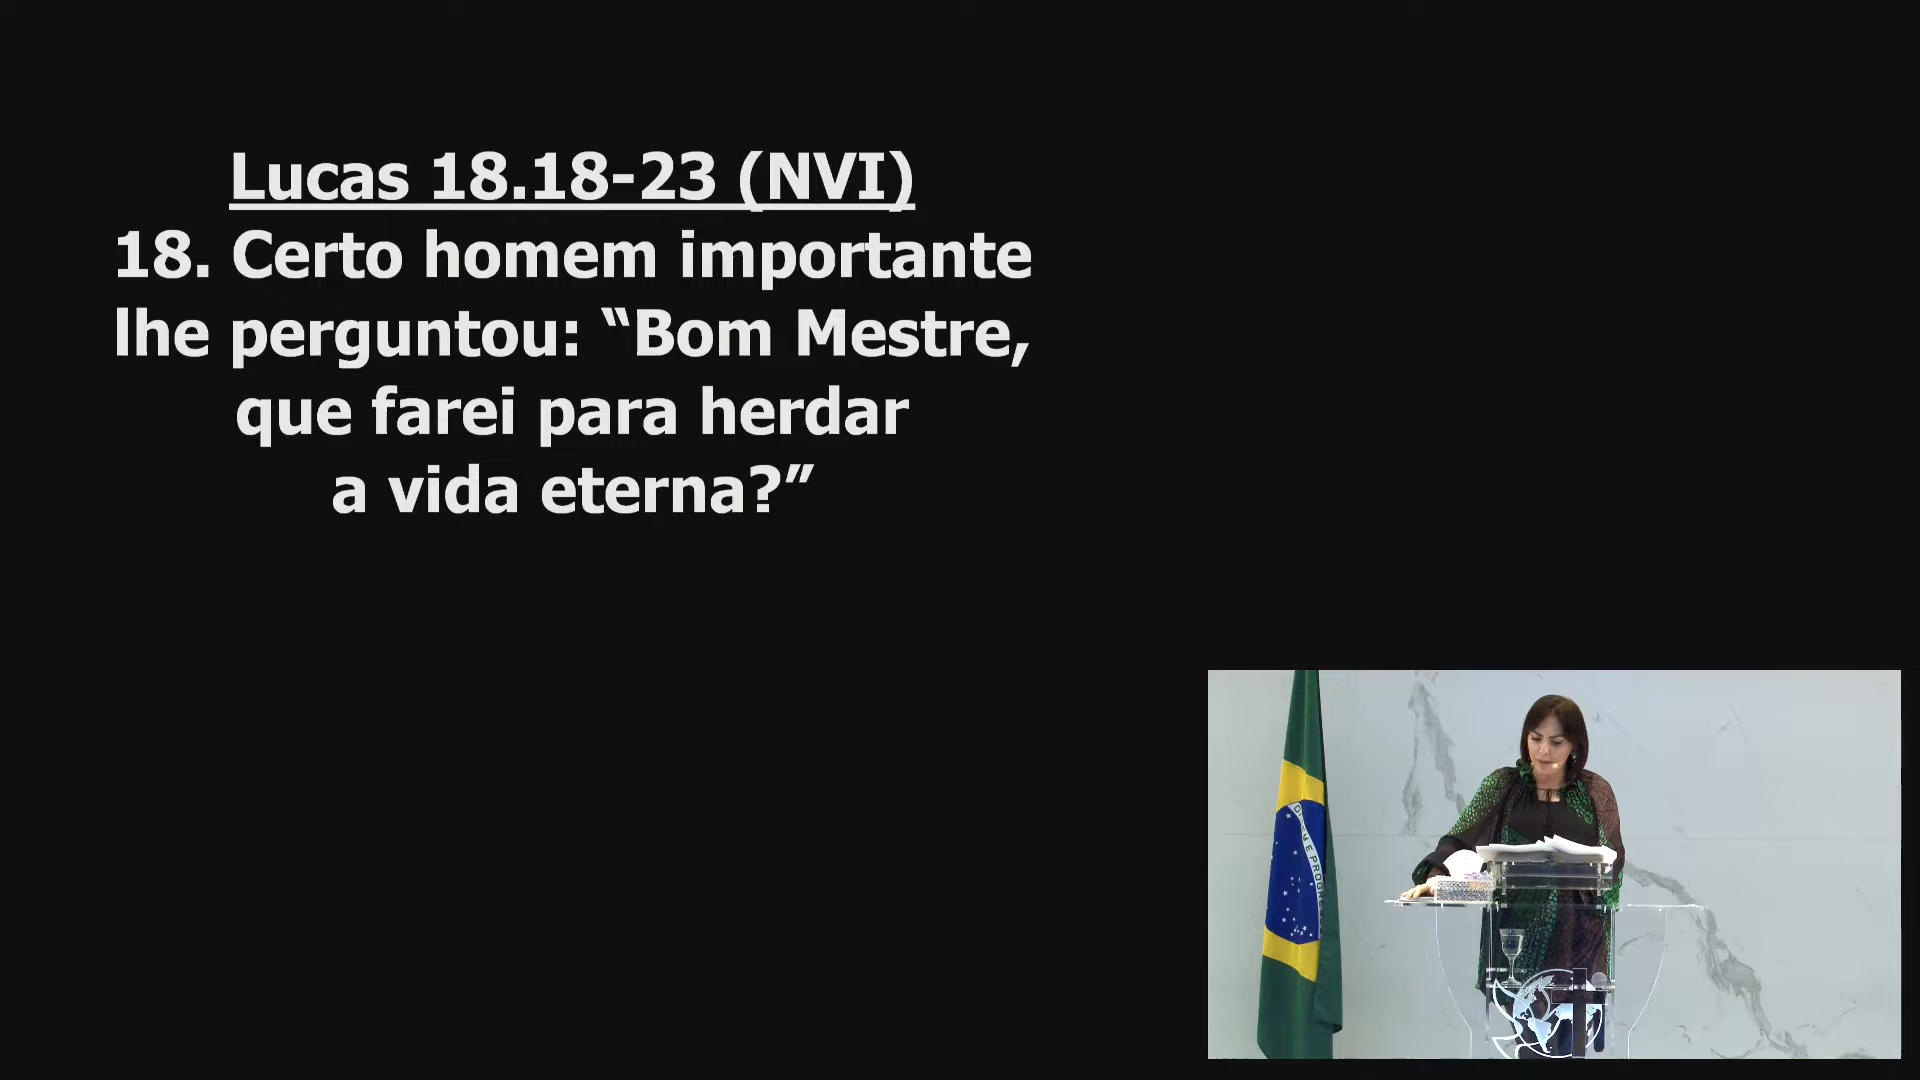 Lucas 18.18-23 (NVI)
18. Certo homem importante
lhe perguntou: “Bom Mestre,
que farei para herdar
a vida eterna?”